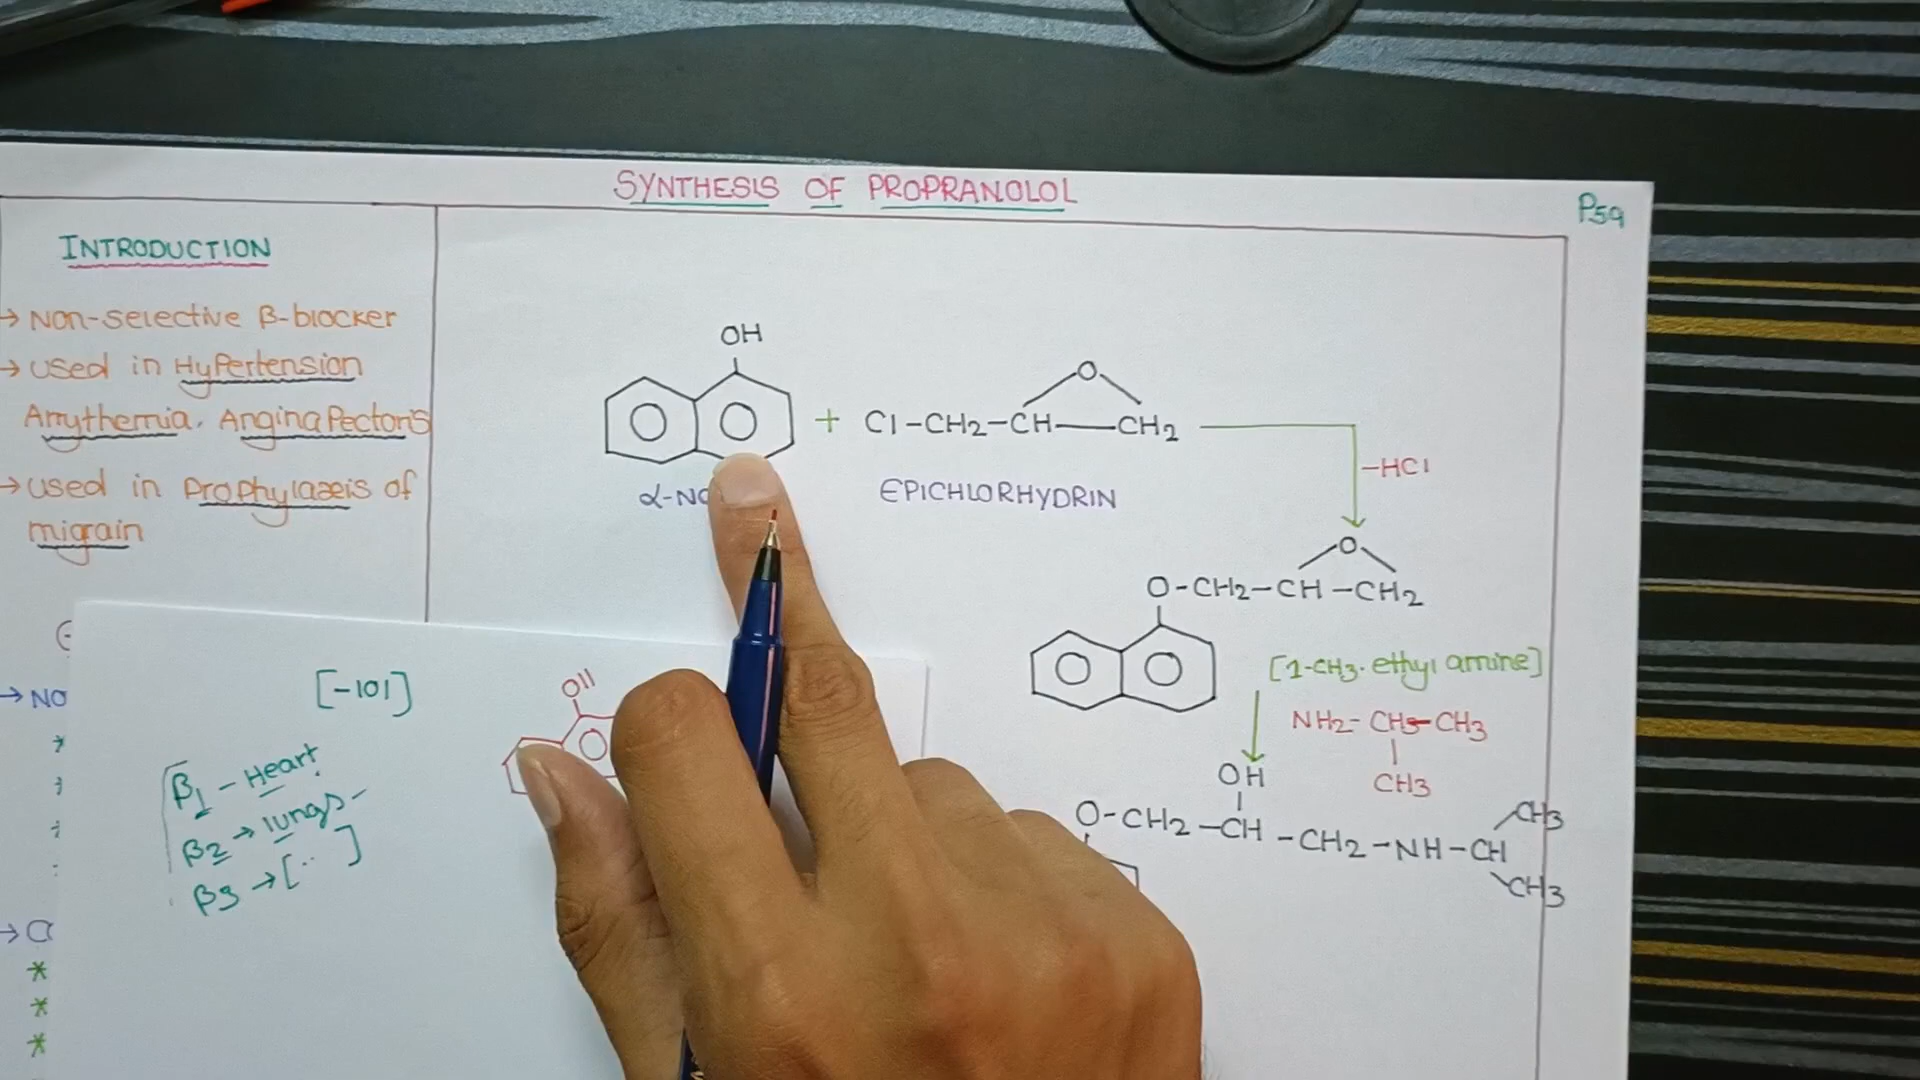 SYNTHESIS OF PROPRANOLOL
P59
INTRODUCTION
→ Non-selective β-blocker
→ used in Hypertension
Arrythemia, Angina Pectoris
→ used in Prophylaxeis of
migrain
→ NO
*
*
*
OH
+
Cl-CH2-CH-CH2
O
α-NO
EPICHLORHYDRIN
-HCl
O
O-CH2-CH-CH2
[1-CH3. ethyl amine]
NH2-CH-CH3
CH3
OH
O-CH2-CH-CH2-NH-CH
CH3
CH3
[-101]
β1 - Heart
β2 → lungs-
β3 → [..]
OH